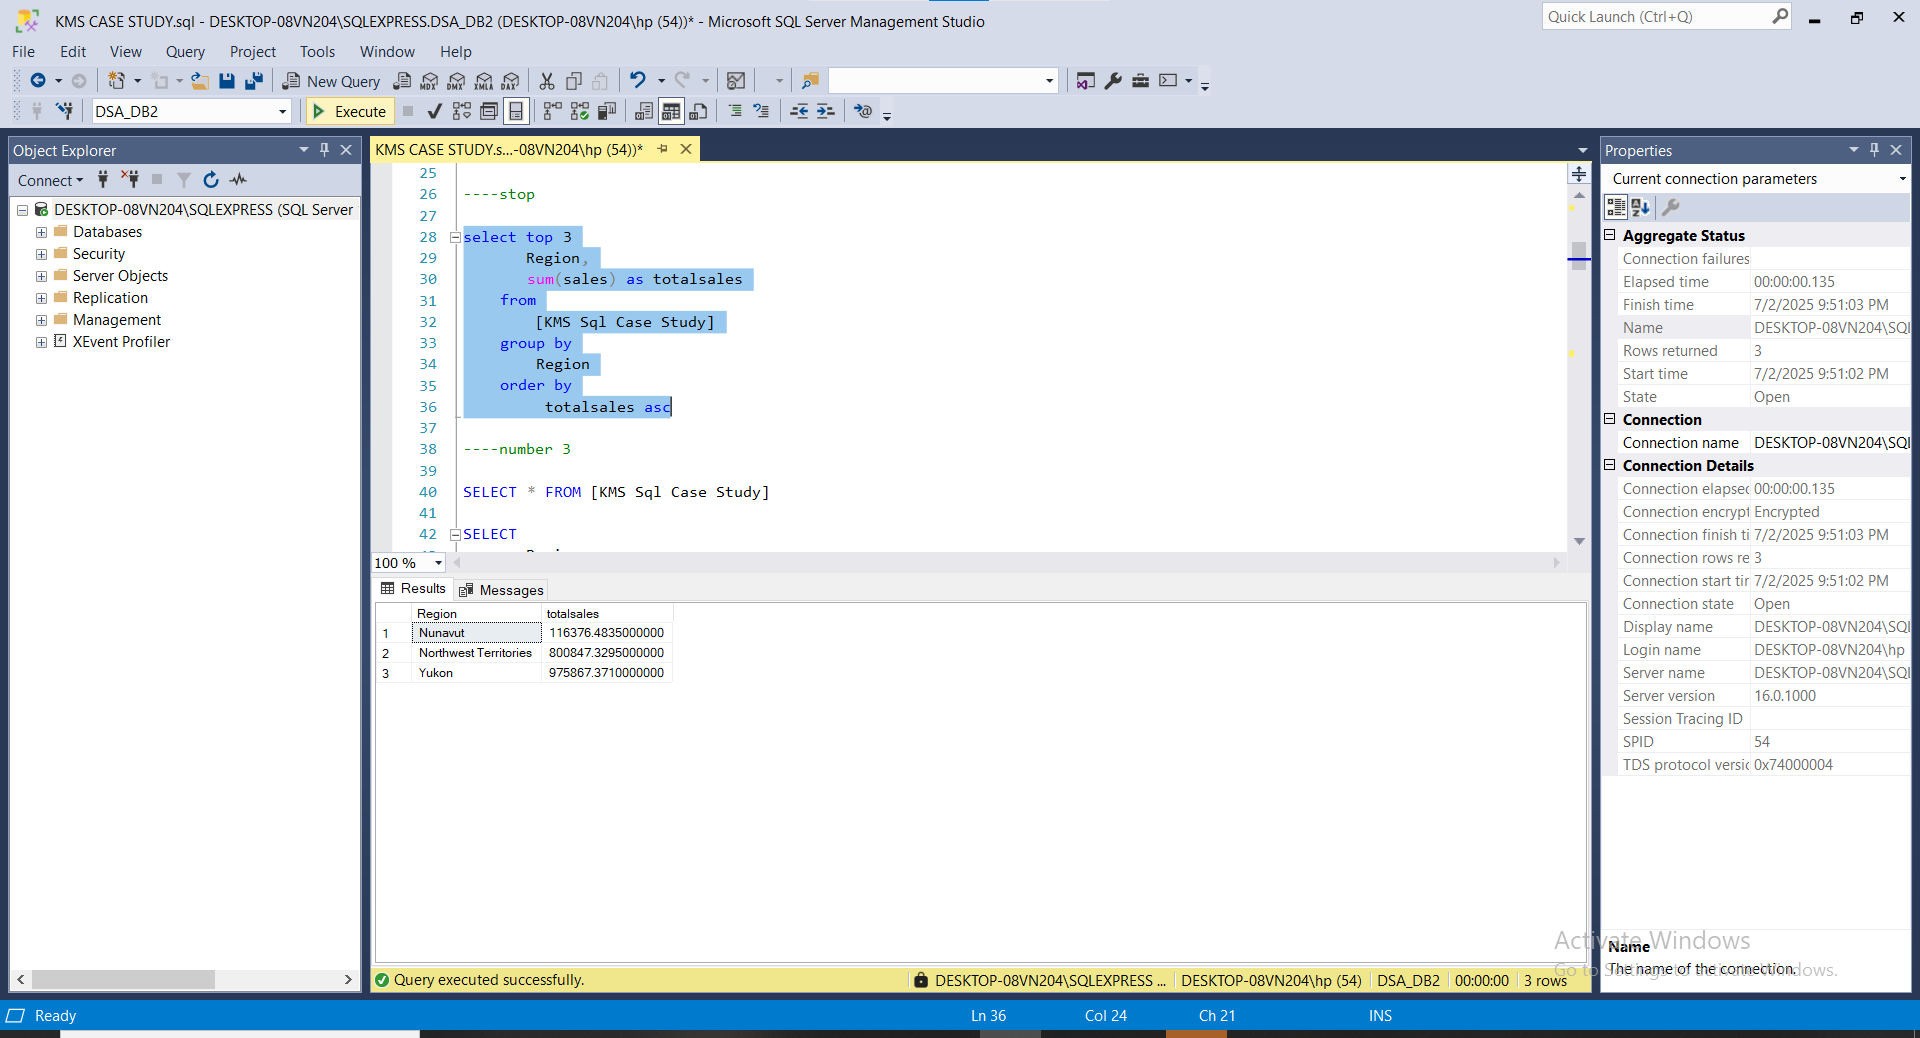 KMS CASE STUDY.sql - DESKTOP-08VN204\SQLEXPRESS.DSA_DB2 (DESKTOP-08VN204\hp (54))* - Microsoft SQL Server Management Studio
Quick Launch (Ctrl+Q)
File Edit View Query Project Tools Window Help
New Query MDX DMX XMLA DAX
DSA_DB2 Execute
Object Explorer
Connect
DESKTOP-08VN204\SQLEXPRESS (SQL Server
Databases
Security
Server Objects
Replication
Management
XEvent Profiler
KMS CASE STUDY.s...-08VN204\hp (54))*
25
26 ----stop
27
28 select top 3
29 Region,
30 sum(sales) as totalsales
31 from
32 [KMS Sql Case Study]
33 group by
34 Region
35 order by
36 totalsales asc
37
38 ----number 3
39
40 SELECT * FROM [KMS Sql Case Study]
41
42 SELECT
100 %
Results Messages
Region totalsales
1 Nunavut 116376.4835000000
2 Northwest Territories 800847.3295000000
3 Yukon 975867.3710000000
Query executed successfully.
DESKTOP-08VN204\SQLEXPRESS ... DESKTOP-08VN204\hp (54) DSA_DB2 00:00:00 3 rows
Properties
Current connection parameters
Aggregate Status
Connection failures
Elapsed time 00:00:00.135
Finish time 7/2/2025 9:51:03 PM
Name DESKTOP-08VN204\SQl
Rows returned 3
Start time 7/2/2025 9:51:02 PM
State Open
Connection
Connection name DESKTOP-08VN204\SQl
Connection Details
Connection elapsec 00:00:00.135
Connection encrypt Encrypted
Connection finish ti 7/2/2025 9:51:03 PM
Connection rows re 3
Connection start tir 7/2/2025 9:51:02 PM
Connection state Open
Display name DESKTOP-08VN204\SQl
Login name DESKTOP-08VN204\hp
Server name DESKTOP-08VN204\SQl
Server version 16.0.1000
Session Tracing ID
SPID 54
TDS protocol versic 0x74000004
Activate Windows
Go to Settings to activate Windows.
Name
The name of the connection.
Ready Ln 36 Col 24 Ch 21 INS